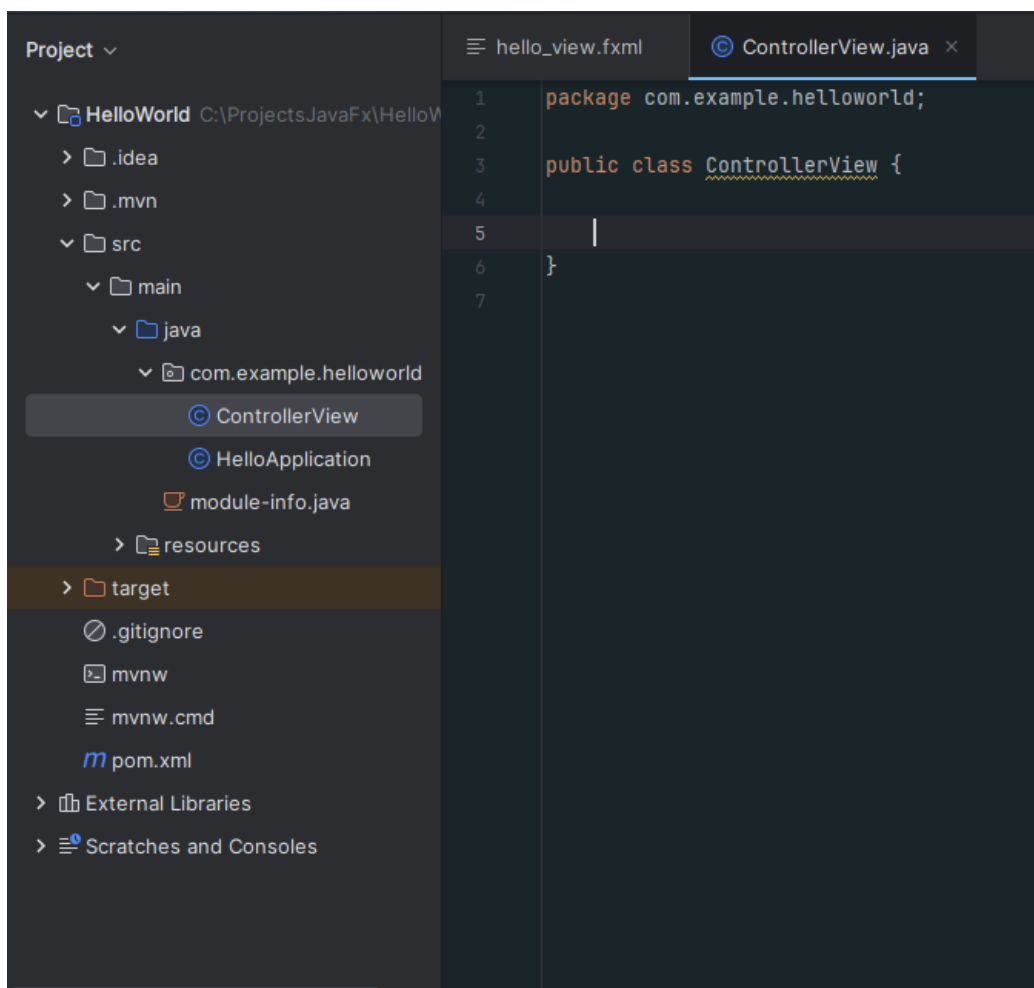 Project
HelloWorld C:\ProjectsJavaFx\HelloW
.idea
.mvn
src
main
java
com.example.helloworld
ControllerView
HelloApplication
module-info.java
resources
target
.gitignore
mvnw
mvnw.cmd
pom.xml
External Libraries
Scratches and Consoles
hello_view.fxml
ControllerView.java
1 package com.example.helloworld;
2
3 public class ControllerView {
4
5
6 }
7